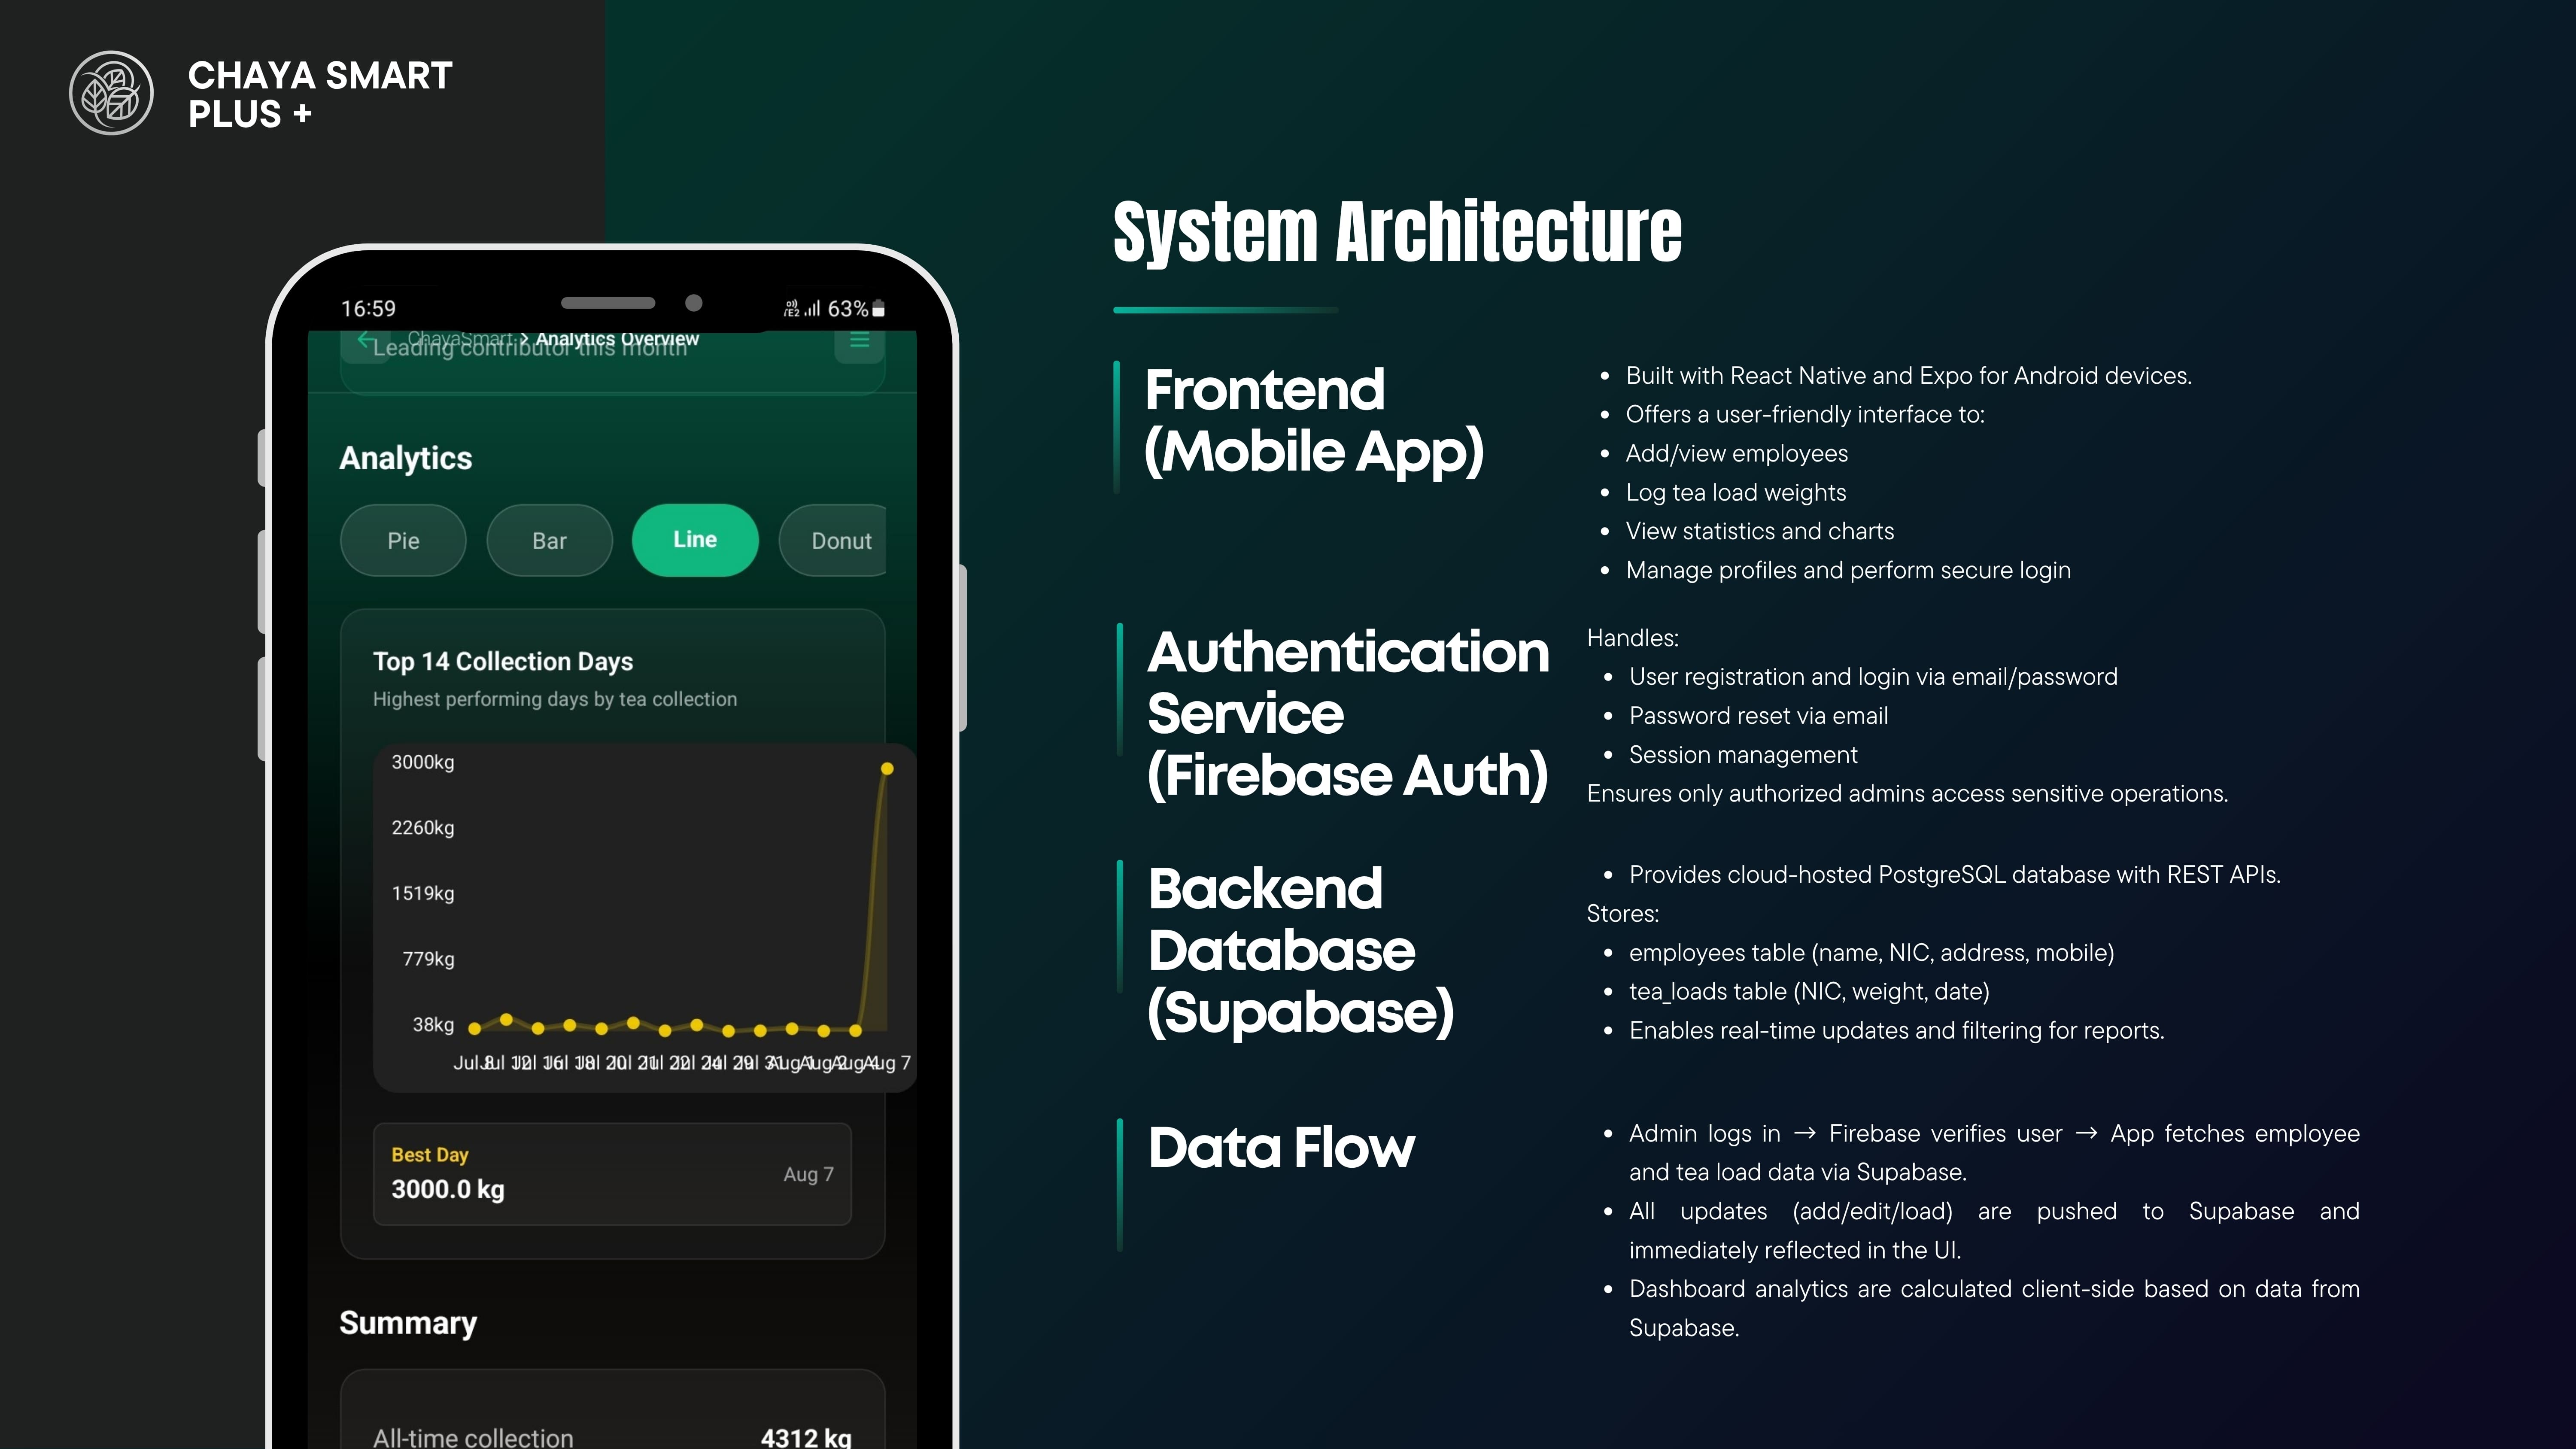 CHAYA SMART
PLUS +
16:59
63%
ChayaSmart > Analytics Overview
Leading contributor this month
Analytics
Pie
Bar
Line
Donut
Top 14 Collection Days
Highest performing days by tea collection
3000kg
2260kg
1519kg
779kg
38kg
Jul 8 Jul 12 Jul 16 Jul 18 Jul 20 Jul 21 Jul 22 Jul 24 Jul 29 Jul 31 Aug 1 Aug 2 Aug 4 Aug 7
Best Day
3000.0 kg
Aug 7
Summary
All-time collection
4312 kg
System Architecture
Frontend
(Mobile App)
• Built with React Native and Expo for Android devices.
• Offers a user-friendly interface to:
• Add/view employees
• Log tea load weights
• View statistics and charts
• Manage profiles and perform secure login
Authentication
Service
(Firebase Auth)
Handles:
• User registration and login via email/password
• Password reset via email
• Session management
Ensures only authorized admins access sensitive operations.
Backend
Database
(Supabase)
• Provides cloud-hosted PostgreSQL database with REST APIs.
Stores:
• employees table (name, NIC, address, mobile)
• tea_loads table (NIC, weight, date)
• Enables real-time updates and filtering for reports.
Data Flow
• Admin logs in → Firebase verifies user → App fetches employee
and tea load data via Supabase.
• All updates (add/edit/load) are pushed to Supabase and
immediately reflected in the UI.
• Dashboard analytics are calculated client-side based on data from
Supabase.